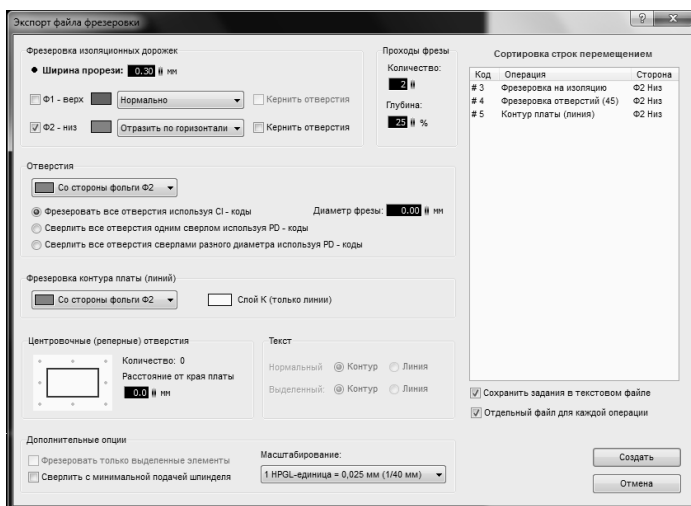 Экспорт файла фрезеровки
Фрезеровка изоляционных дорожек
Ширина прорези: 0.30 мм
Ф1 - верх Нормально Кернить отверстия
Ф2 - низ Отразить по горизонтали Кернить отверстия
Проходы фрезы
Количество:
2
Глубина:
25 %
Отверстия
Со стороны фольги Ф2
Фрезеровать все отверстия используя CI - коды Диаметр фрезы: 0.00 мм
Сверлить все отверстия одним сверлом используя PD - коды
Сверлить все отверстия сверлами разного диаметра используя PD - коды
Фрезеровка контура платы (линий)
Со стороны фольги Ф2 Слой К (только линии)
Центровочные (реперные) отверстия
Количество: 0
Расстояние от края платы
0.0 мм
Текст
Нормальный Контур Линия
Выделенный: Контур Линия
Дополнительные опции
Фрезеровать только выделенные элементы
Сверлить с минимальной подачей шпинделя
Масштабирование:
1 HPGL-единица = 0,025 мм (1/40 мм)
Сортировка строк перемещением
Код Операция Сторона
# 3 Фрезеровка на изоляцию Ф2 Низ
# 4 Фрезеровка отверстий (45) Ф2 Низ
# 5 Контур платы (линия) Ф2 Низ
Сохранить задания в текстовом файле
Отдельный файл для каждой операции
Создать
Отмена